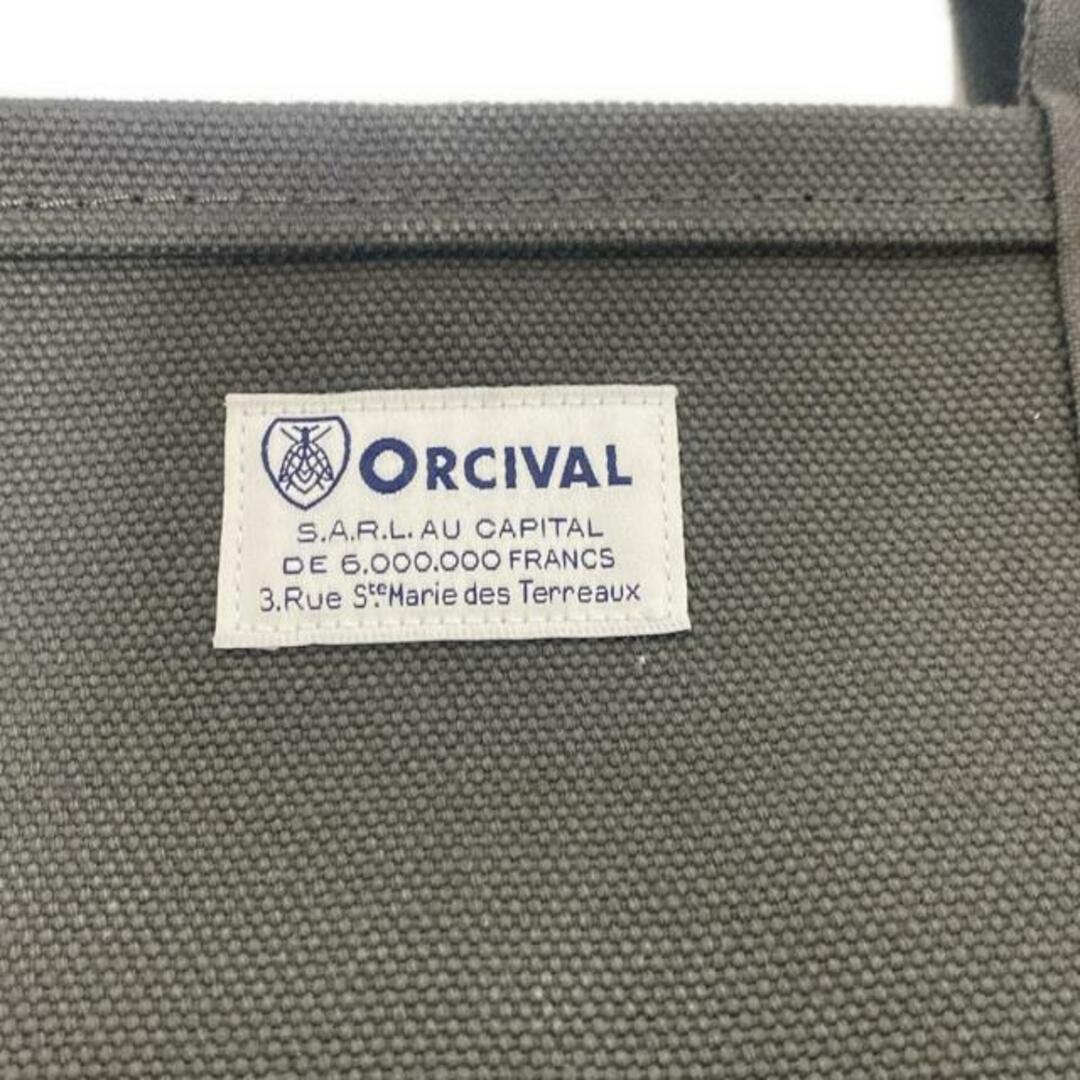 ORCIVAL
S.A.R.L. AU CAPITAL
DE 6.000.000 FRANCS
3.Rue Ste. Marie des Terreaux